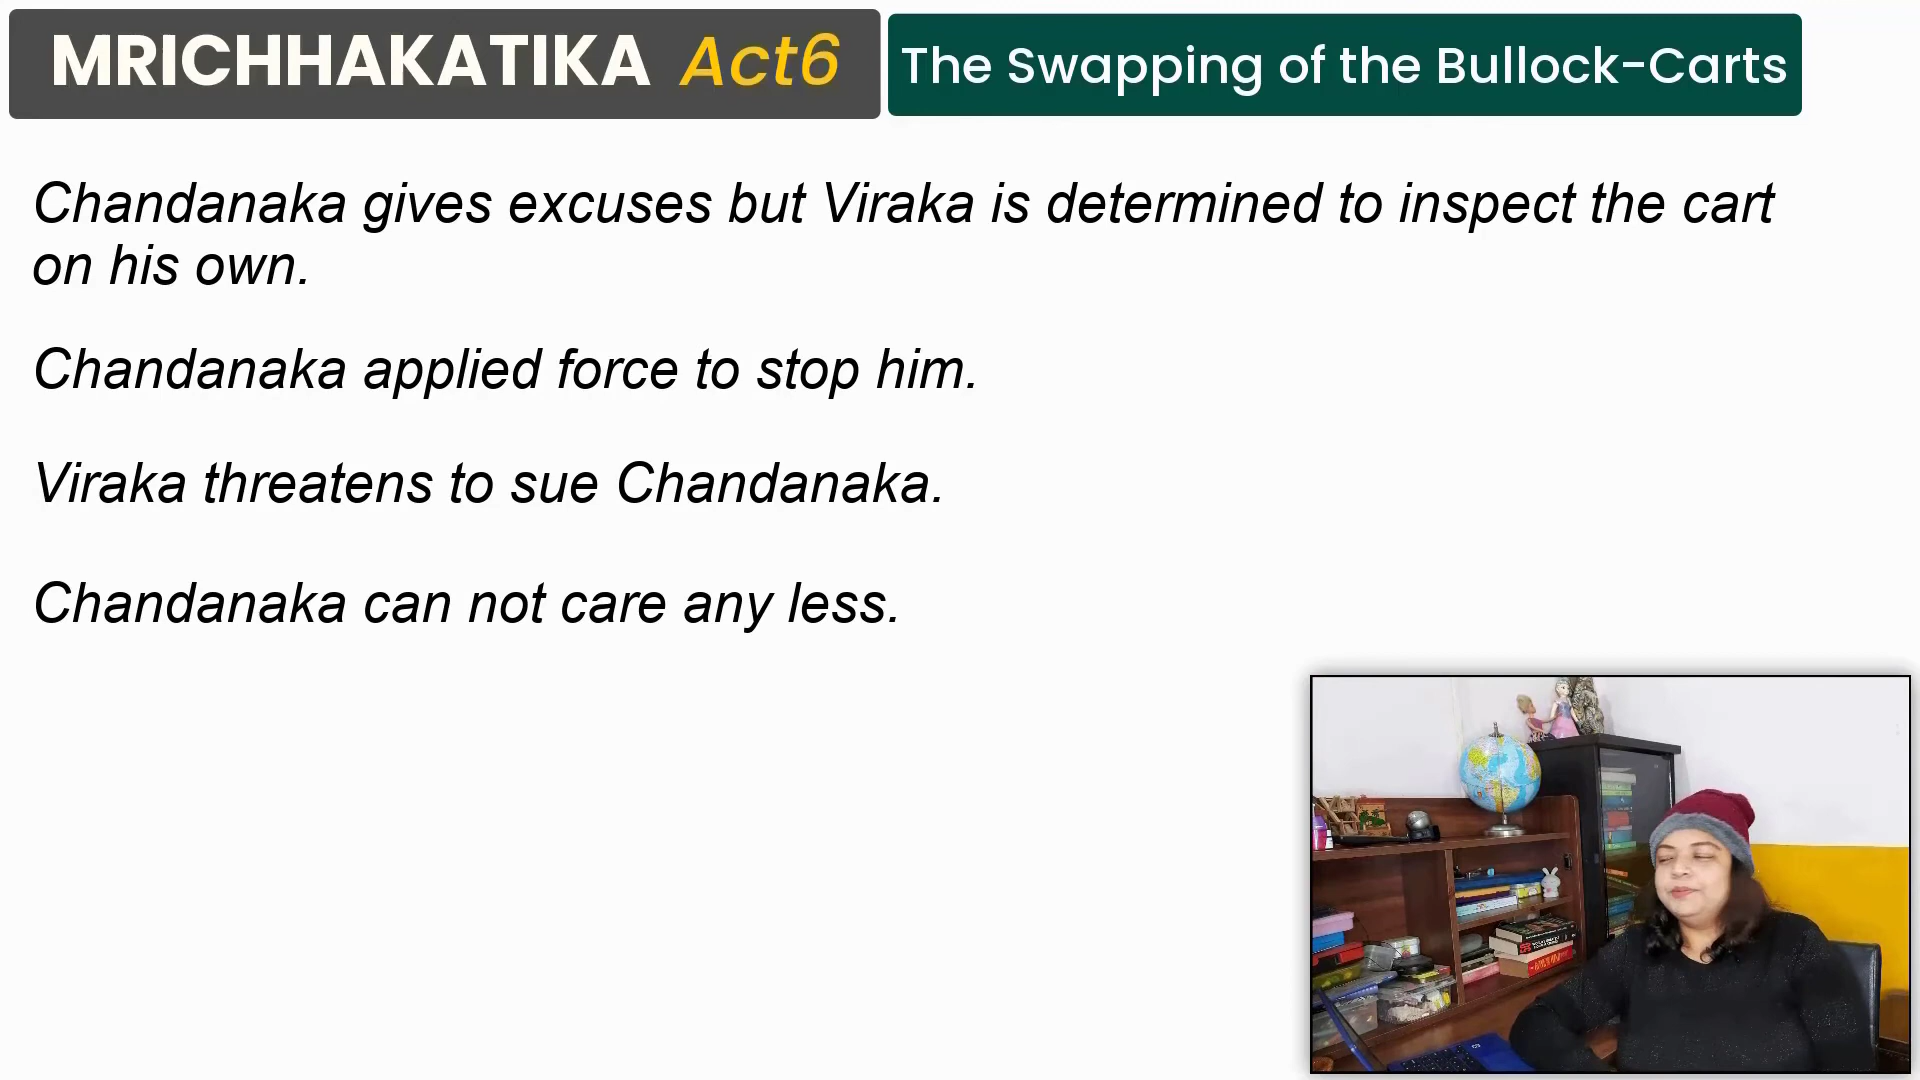 MRICHHAKATIKA Act6 The Swapping of the Bullock-Carts
Chandanaka gives excuses but Viraka is determined to inspect the cart
on his own.
Chandanaka applied force to stop him.
Viraka threatens to sue Chandanaka.
Chandanaka can not care any less.